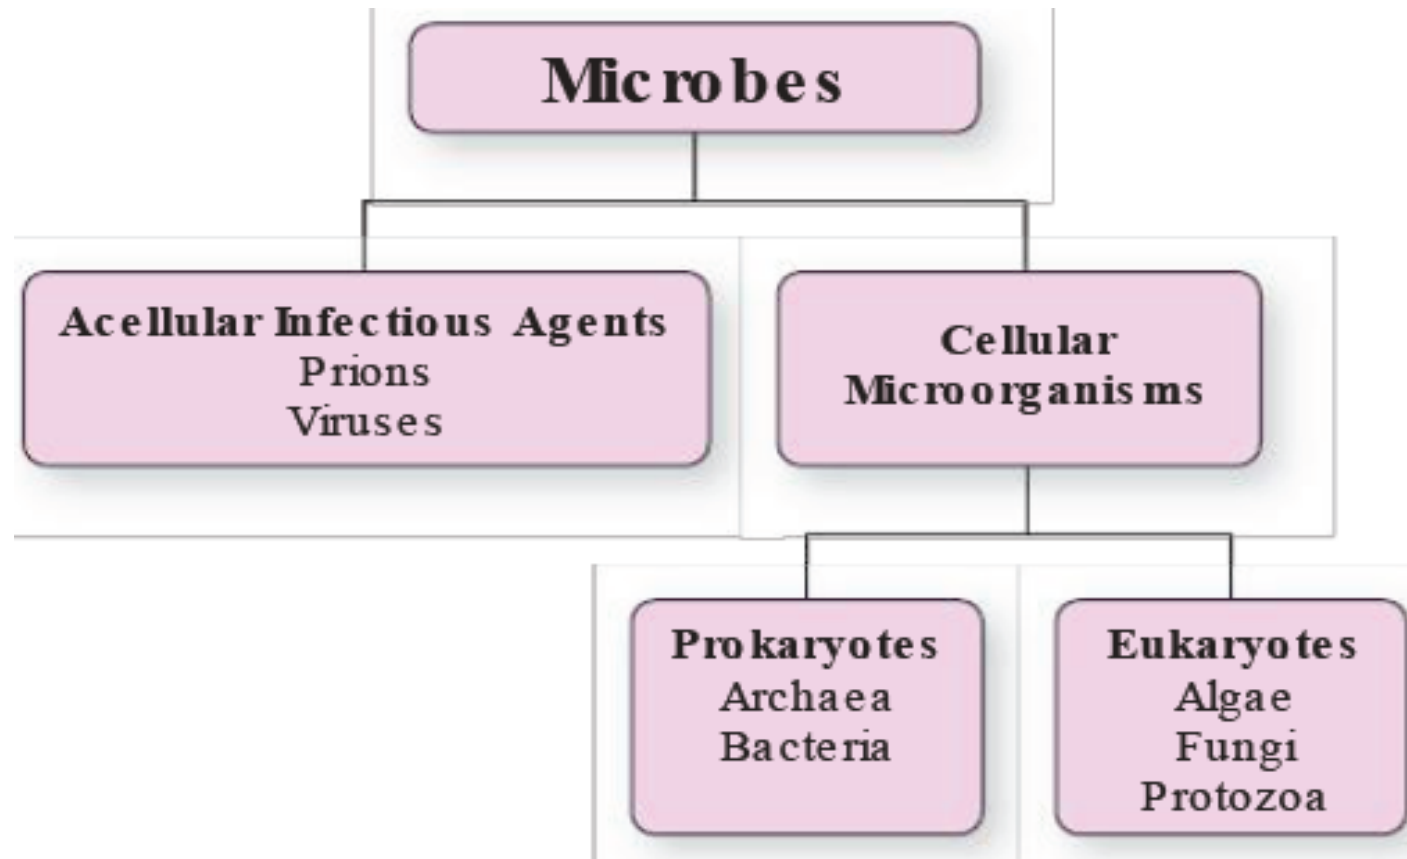 Microbes
Acellular Infectious Agents
Prions
Viruses
Cellular
Microorganisms
Prokaryotes
Archaea
Bacteria
Eukaryotes
Algae
Fungi
Protozoa